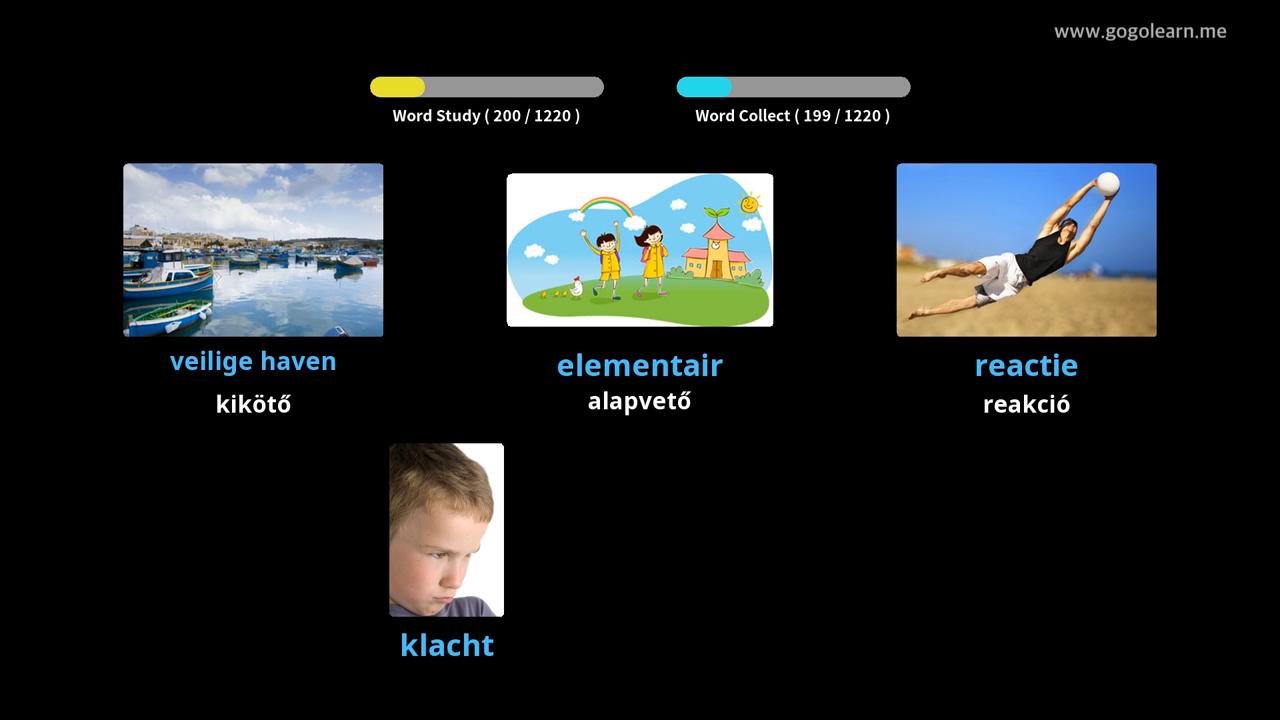 www.gogolearn.me
Word Study ( 200 / 1220 )
Word Collect ( 199 / 1220 )
veilige haven
kikötő
elementair
alapvető
reactie
reakció
klacht